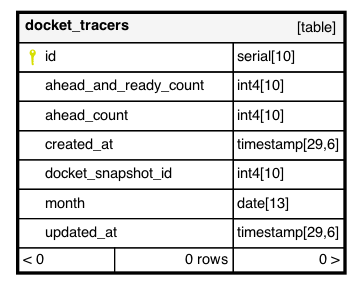 docket_tracers [table]
id serial[10]
ahead_and_ready_count int4[10]
ahead_count int4[10]
created_at timestamp[29,6]
docket_snapshot_id int4[10]
month date[13]
updated_at timestamp[29,6]
< 0 0 rows 0 >